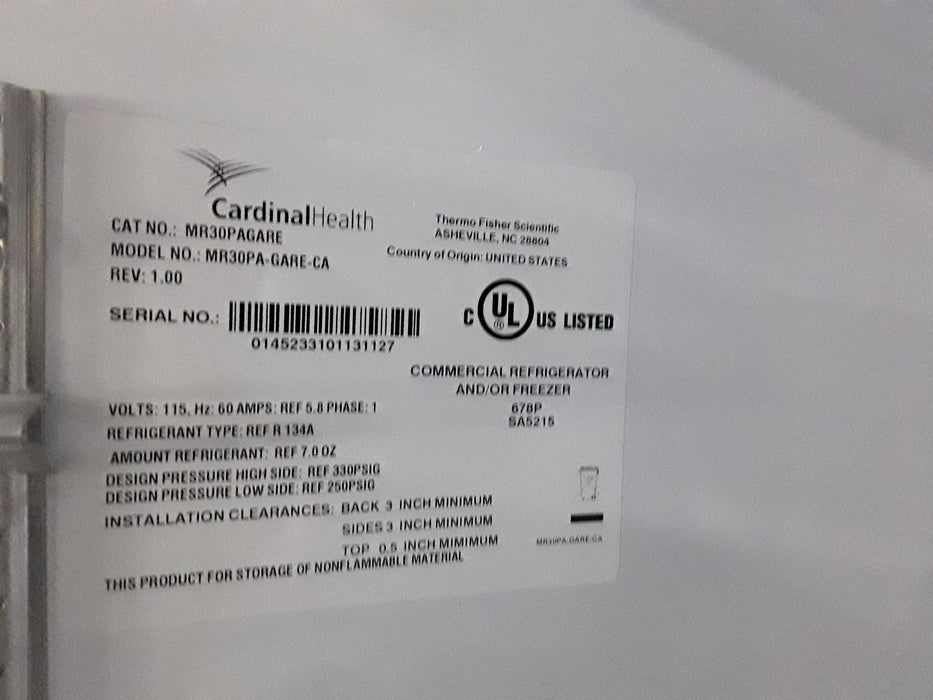 CardinalHealth
CAT NO.: MR30PAGARE
MODEL NO.: MR30PA-GARE-CA
REV: 1.00
Thermo Fisher Scientific
ASHEVILLE, NC 28804
Country of Origin: UNITED STATES
SERIAL NO.:
0145233101131127
C UL US LISTED
COMMERCIAL REFRIGERATOR
AND/OR FREEZER
678P
SA5215
VOLTS: 115, Hz: 60 AMPS: REF 5.8 PHASE: 1
REFRIGERANT TYPE: REF R 134A
AMOUNT REFRIGERANT: REF 7.0 OZ
DESIGN PRESSURE HIGH SIDE: REF 330PSIG
DESIGN PRESSURE LOW SIDE: REF 250PSIG
INSTALLATION CLEARANCES: BACK 3 INCH MINIMUM
SIDES 3 INCH MINIMUM
TOP 0.5 INCH MIMIMUM
THIS PRODUCT FOR STORAGE OF NONFLAMMABLE MATERIAL
MR30PA-GARE-CA